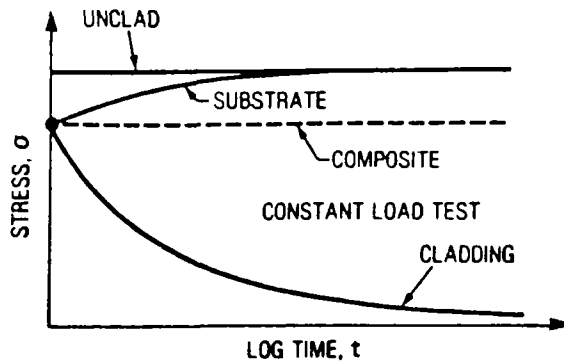 UNCLAD
SUBSTRATE
COMPOSITE
CONSTANT LOAD TEST
CLADDING
STRESS, σ
LOG TIME, t